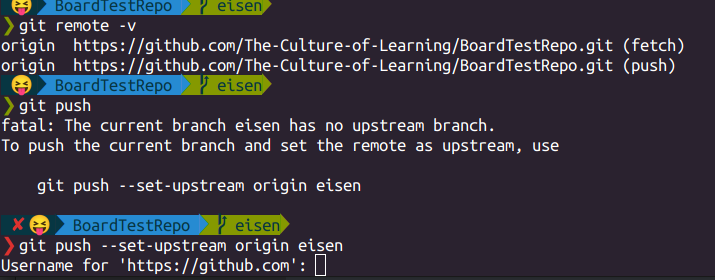 BoardTestRepo eisen
❯git remote -v
origin  https://github.com/The-Culture-of-Learning/BoardTestRepo.git (fetch)
origin  https://github.com/The-Culture-of-Learning/BoardTestRepo.git (push)
BoardTestRepo eisen
❯git push
fatal: The current branch eisen has no upstream branch.
To push the current branch and set the remote as upstream, use
    git push --set-upstream origin eisen
✘ BoardTestRepo eisen
❯git push --set-upstream origin eisen
Username for 'https://github.com':